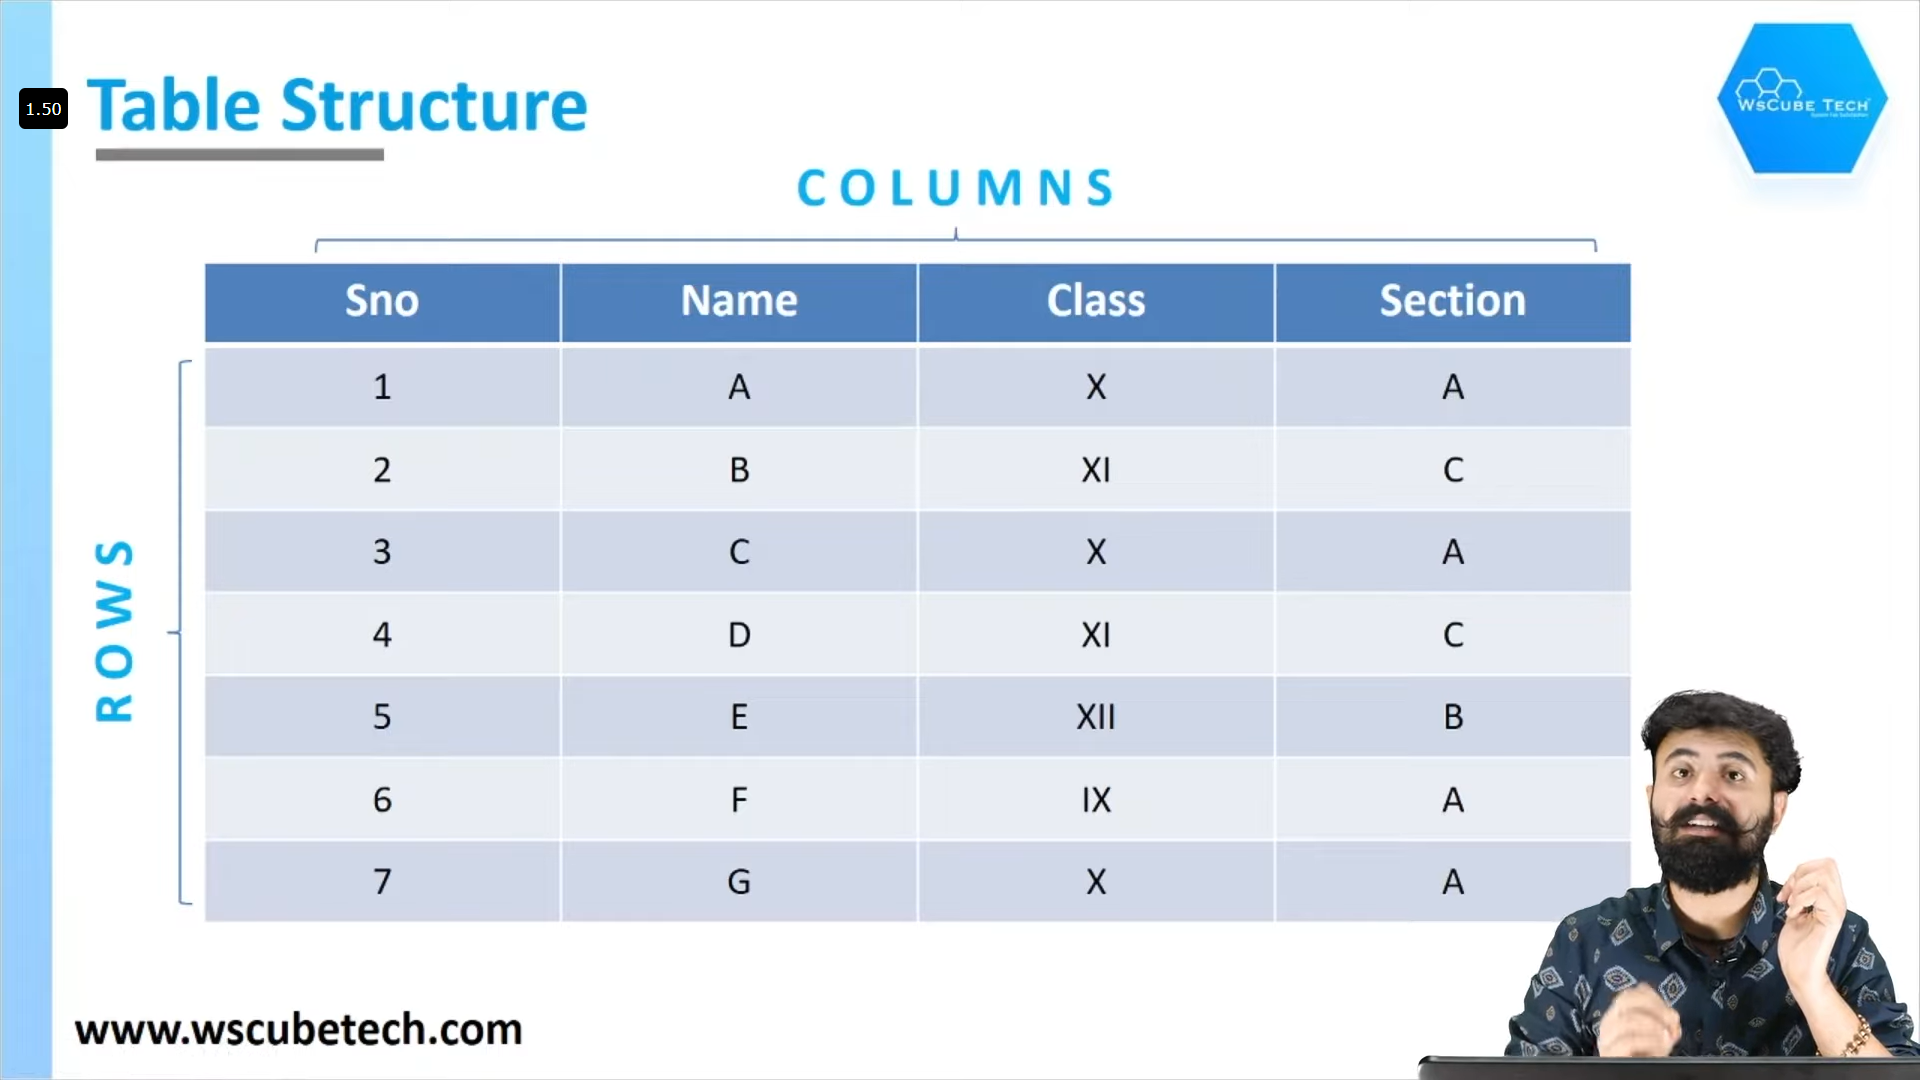 1.50
Table Structure
WSCUBE TECH
COLUMNS
Sno Name Class Section
1 A X A
2 B XI C
3 C X A
4 D XI C
5 E XII B
6 F IX A
7 G X A
ROWS
www.wscubetech.com